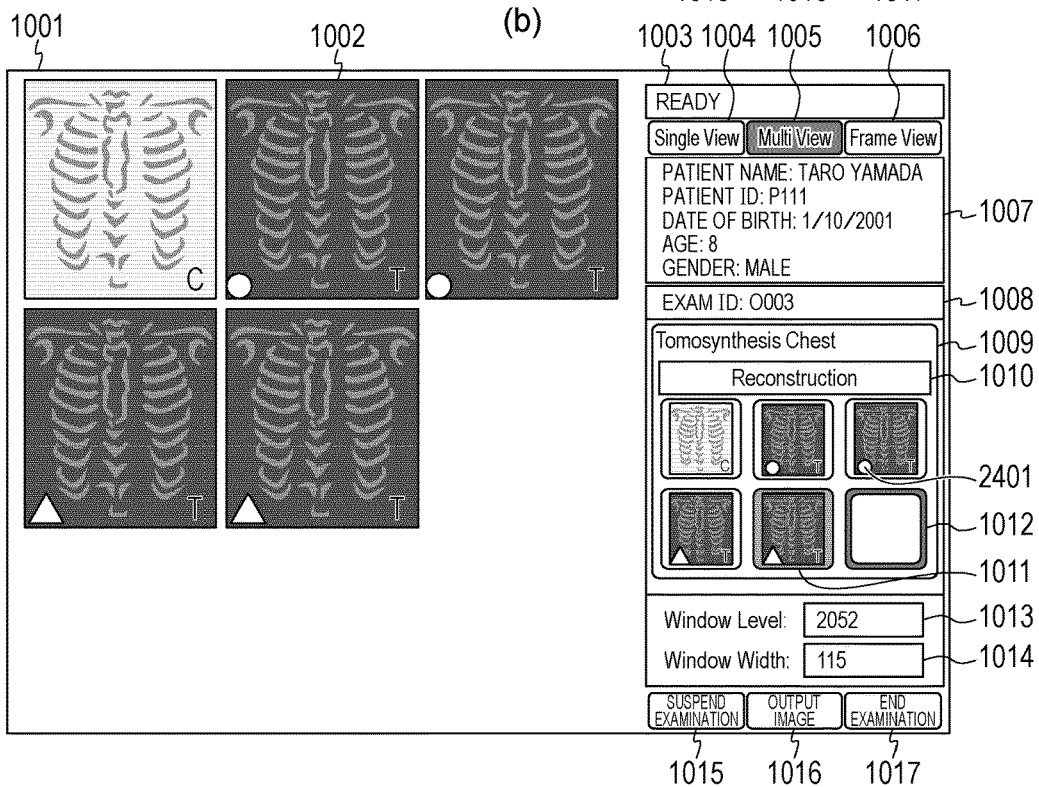 (b)
1001
1002
1003 1004 1005 1006
READY
Single View Multi View Frame View
PATIENT NAME: TARO YAMADA
PATIENT ID: P111
DATE OF BIRTH: 1/10/2001
AGE: 8
GENDER: MALE
1007
EXAM ID: O003
1008
Tomosynthesis Chest
1009
Reconstruction
1010
C T T
T T
C T T
2401
T T
1012
1011
Window Level: 2052
1013
Window Width: 115
1014
SUSPEND EXAMINATION
OUTPUT IMAGE
END EXAMINATION
1015 1016 1017